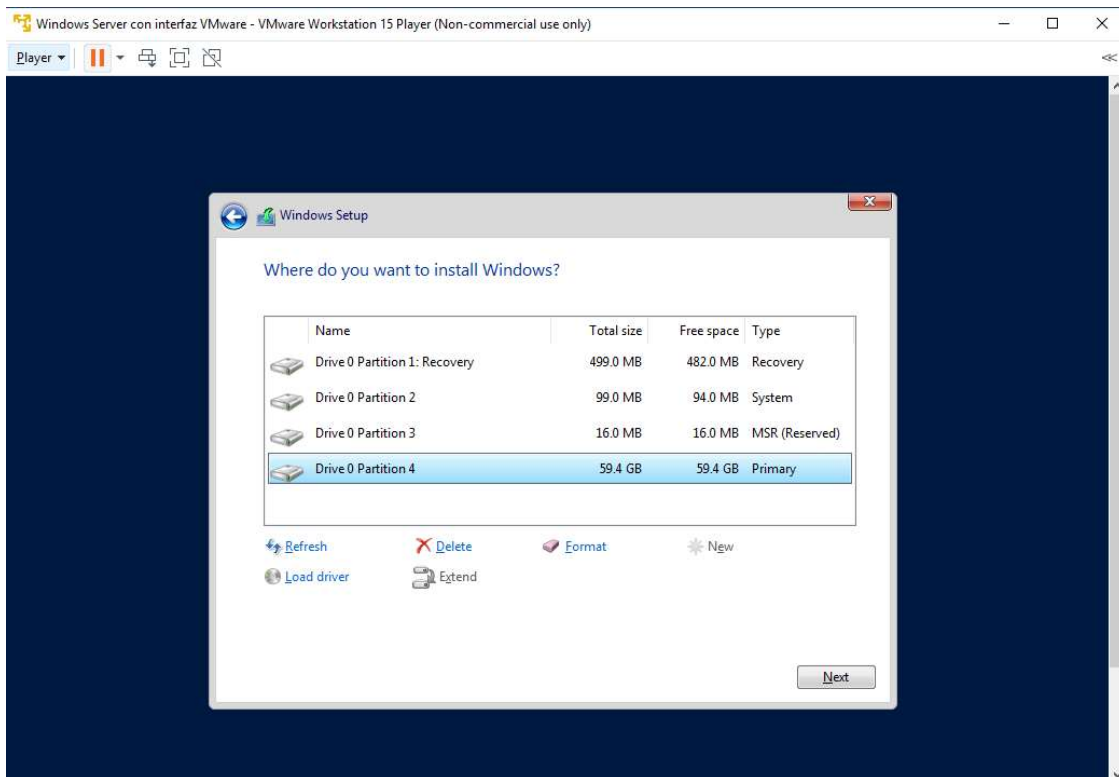 Windows Server con interfaz VMware - VMware Workstation 15 Player (Non-commercial use only)
Player
Windows Setup
Where do you want to install Windows?
Name Total size Free space Type
Drive 0 Partition 1: Recovery 499.0 MB 482.0 MB Recovery
Drive 0 Partition 2 99.0 MB 94.0 MB System
Drive 0 Partition 3 16.0 MB 16.0 MB MSR (Reserved)
Drive 0 Partition 4 59.4 GB 59.4 GB Primary
Refresh Delete Format New
Load driver Extend
Next